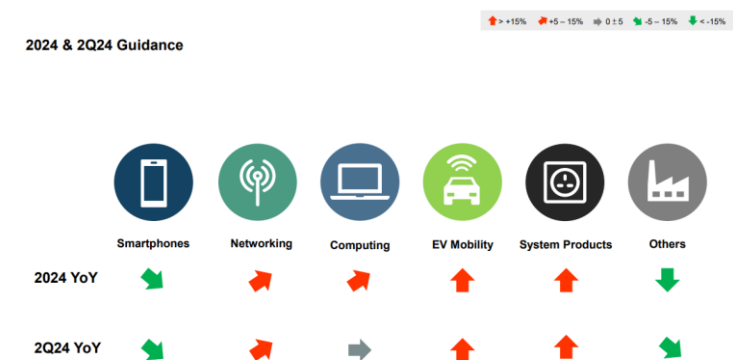 > +15% +5 – 15% 0 ± 5 -5 – 15% < -15%
2024 & 2Q24 Guidance
Smartphones Networking Computing EV Mobility System Products Others
2024 YoY
2Q24 YoY